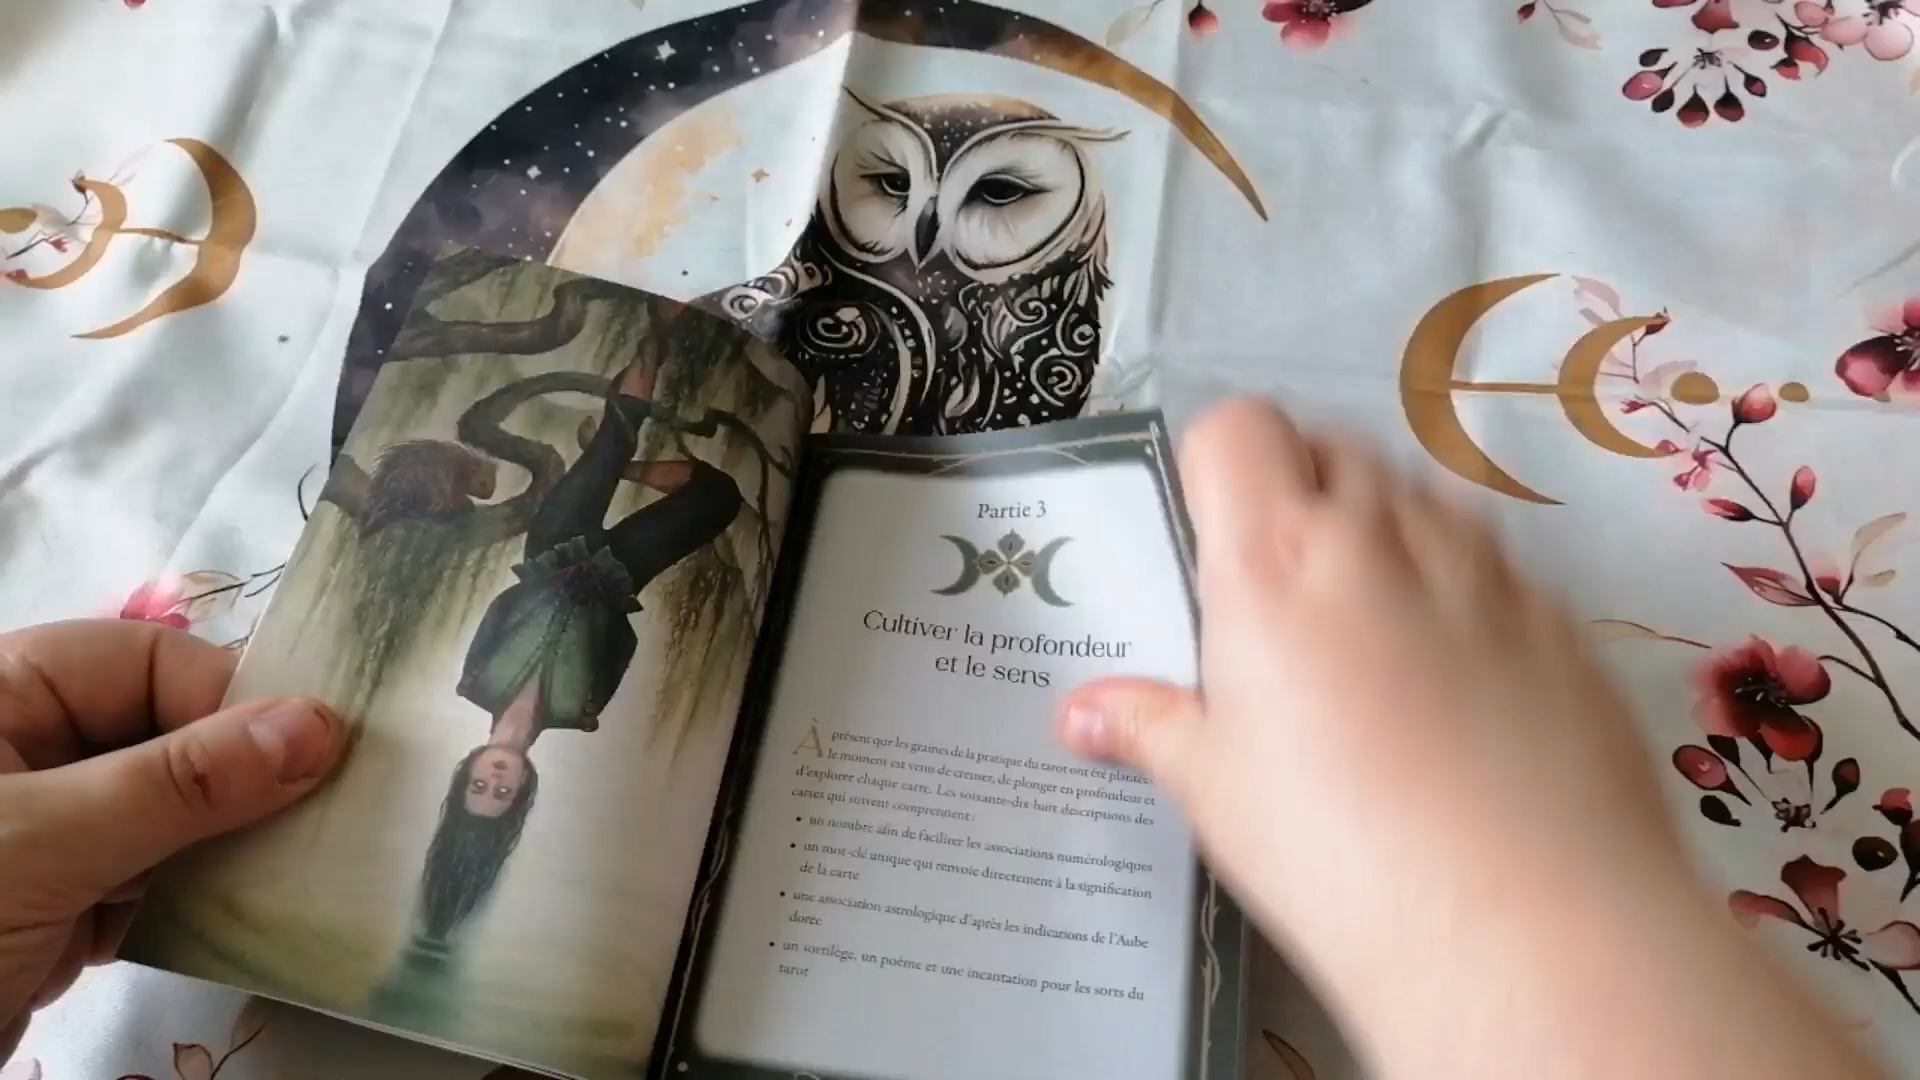 Partie 3
Cultiver la profondeur
et le sens
À présent que les graines de la pratique du tarot ont été plantées
le moment est venu de creuser, de plonger en profondeur et
d'explorer chaque carte. Les soixante-dix-huit descriptions des
cartes qui suivent comprennent :
• un nombre afin de faciliter les associations numérologiques
• un mot-clé unique qui renvoie directement à la signification
de la carte
• une association astrologique d'après les indications de l'Aube
dorée
• un sortilège, un poème et une incantation pour les sorts du
tarot